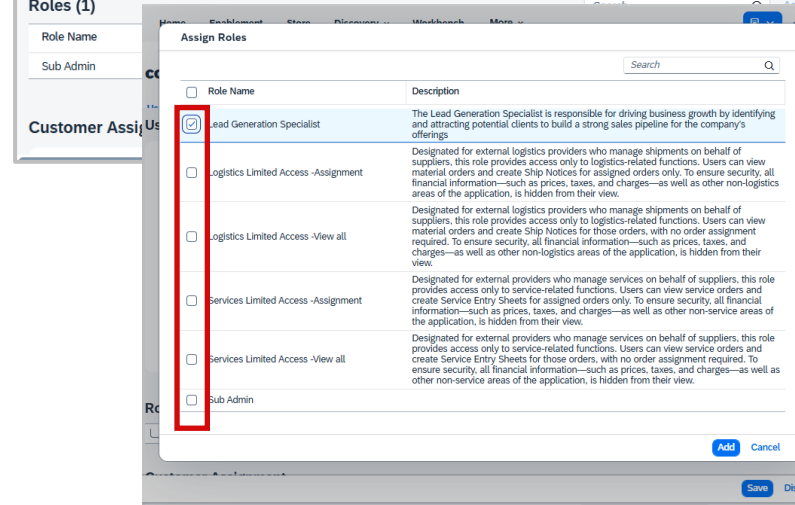 Roles (1)
Role Name
Sub Admin
Customer Assig
Home Enablement Store Discovery Workbench More
Search
Assign Roles
Search
Role Name Description
Lead Generation Specialist
The Lead Generation Specialist is responsible for driving business growth by identifying
and attracting potential clients to build a strong sales pipeline for the company's
offerings
Logistics Limited Access -Assignment
Designated for external logistics providers who manage shipments on behalf of
suppliers, this role provides access only to logistics-related functions. Users can view
material orders and create Ship Notices for assigned orders only. To ensure security, all
financial information—such as prices, taxes, and charges—as well as other non-logistics
areas of the application, is hidden from their view.
Logistics Limited Access -View all
Designated for external logistics providers who manage shipments on behalf of
suppliers, this role provides access only to logistics-related functions. Users can view
material orders and create Ship Notices for those orders, with no order assignment
required. To ensure security, all financial information—such as prices, taxes, and
charges—as well as other non-logistics areas of the application, is hidden from their
view.
Services Limited Access -Assignment
Designated for external providers who manage services on behalf of suppliers, this role
provides access only to service-related functions. Users can view service orders and
create Service Entry Sheets for assigned orders only. To ensure security, all financial
information—such as prices, taxes, and charges—as well as other non-service areas of
the application, is hidden from their view.
Services Limited Access -View all
Designated for external providers who manage services on behalf of suppliers, this role
provides access only to service-related functions. Users can view service orders and
create Service Entry Sheets for those orders, with no order assignment required. To
ensure security, all financial information—such as prices, taxes, and charges—as well as
other non-service areas of the application, is hidden from their view.
Sub Admin
Add Cancel
Customer Assignment
Save Dis